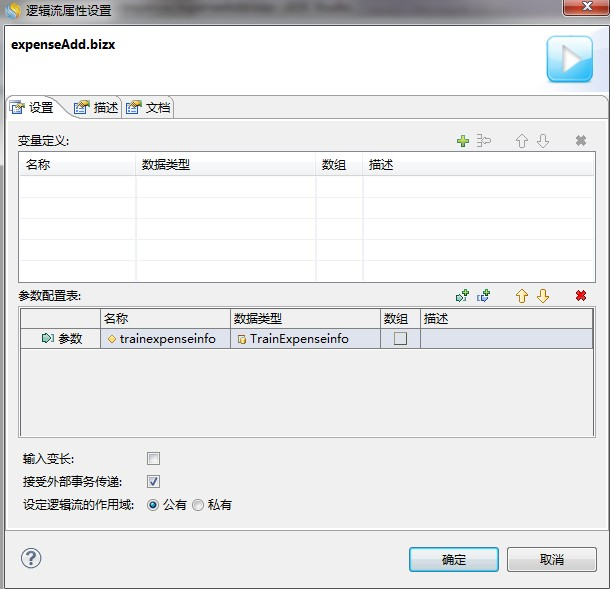 逻辑流属性设置
expenseAdd.bizx
设置 描述 文档
变量定义:
名称 数据类型 数组 描述
参数配置表:
名称 数据类型 数组 描述
参数 trainexpenseinfo TrainExpenseinfo
输入变长:
接受外部事务传递:
设定逻辑流的作用域: 公有 私有
确定 取消